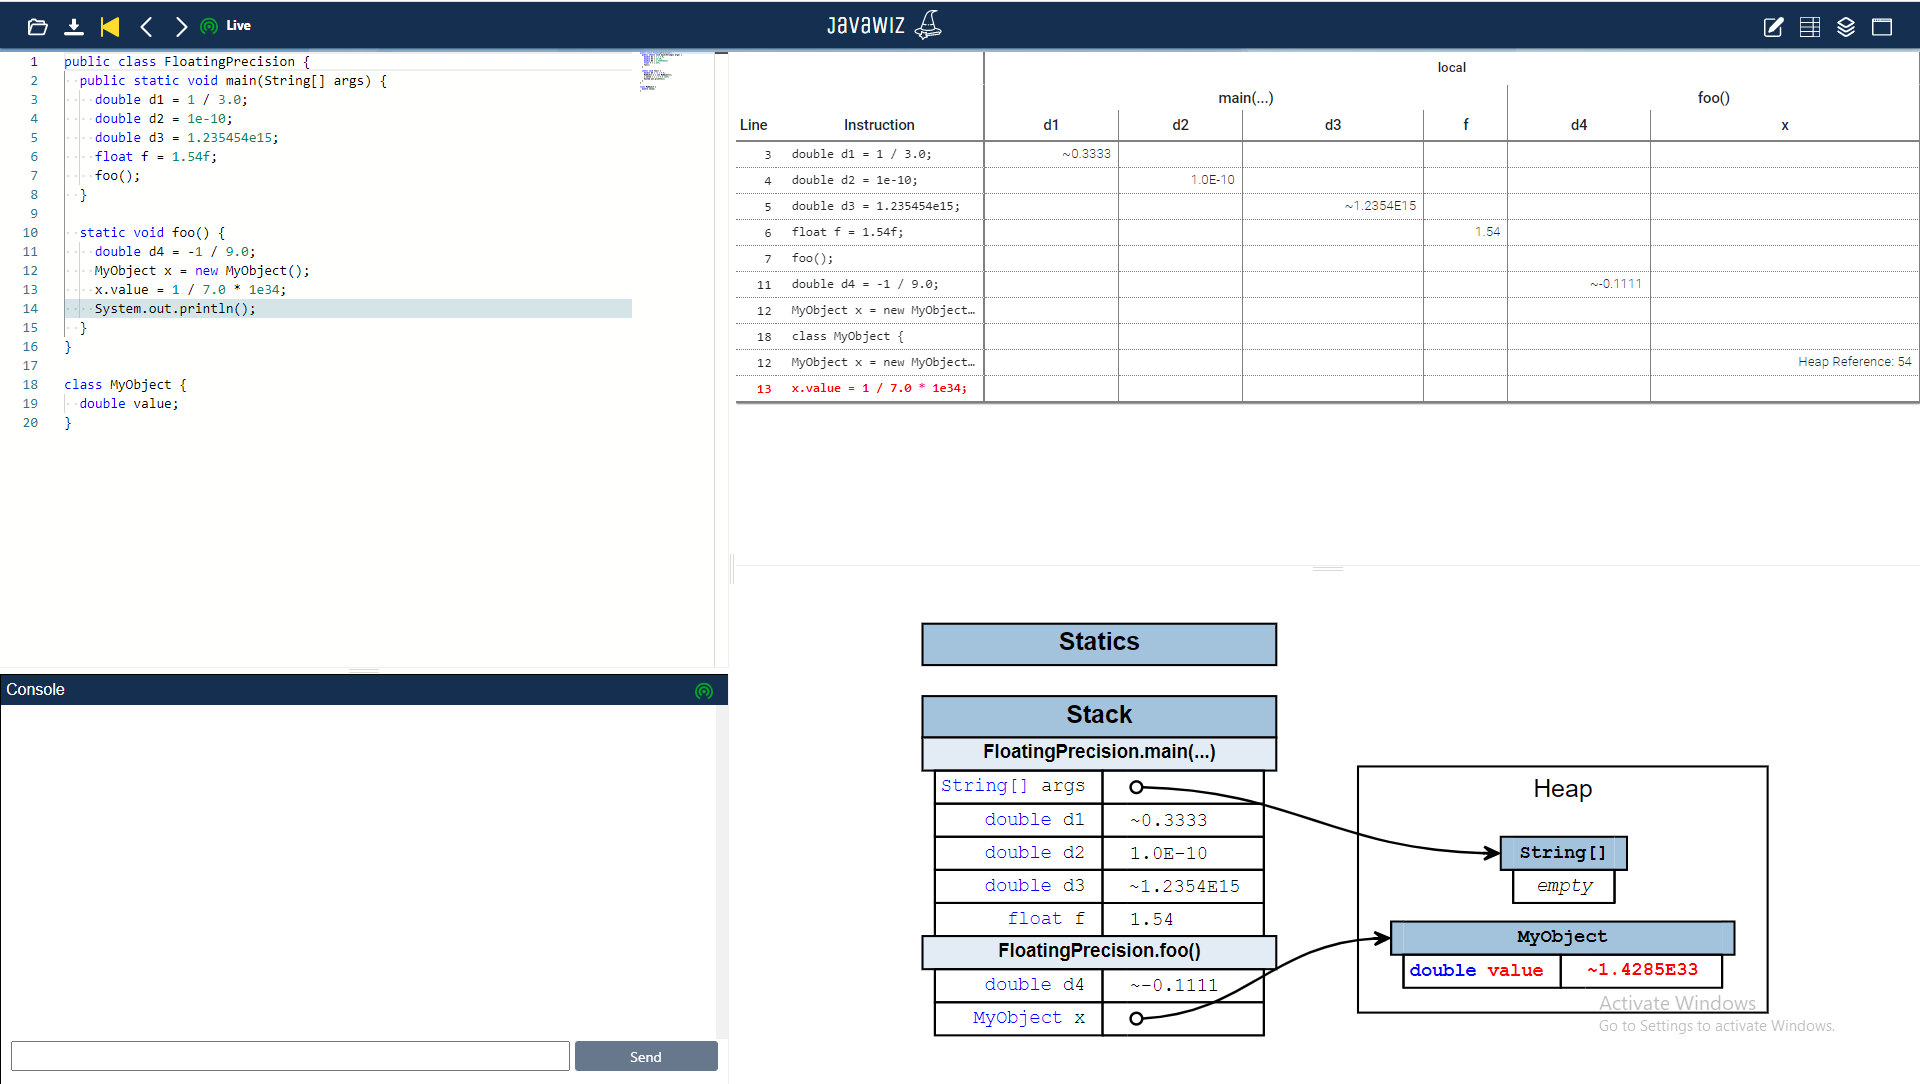 Live
JavaWIZ
1 public class FloatingPrecision {
2 public static void main(String[] args) {
3 double d1 = 1 / 3.0;
4 double d2 = 1e-10;
5 double d3 = 1.235454e15;
6 float f = 1.54f;
7 foo();
8 }
9
10 static void foo() {
11 double d4 = -1 / 9.0;
12 MyObject x = new MyObject();
13 x.value = 1 / 7.0 * 1e34;
14 System.out.println();
15 }
16 }
17
18 class MyObject {
19 double value;
20 }
Console
Send
local
main(...) foo()
Line Instruction d1 d2 d3 f d4 x
3 double d1 = 1 / 3.0; ~0.3333
4 double d2 = 1e-10; 1.0E-10
5 double d3 = 1.235454e15; ~1.2354E15
6 float f = 1.54f; 1.54
7 foo();
11 double d4 = -1 / 9.0; ~-0.1111
12 MyObject x = new MyObject…
18 class MyObject {
12 MyObject x = new MyObject… Heap Reference: 54
13 x.value = 1 / 7.0 * 1e34;
Statics
Stack
FloatingPrecision.main(...)
String[] args
double d1 ~0.3333
double d2 1.0E-10
double d3 ~1.2354E15
float f 1.54
FloatingPrecision.foo()
double d4 ~-0.1111
MyObject x
Heap
String[]
empty
MyObject
double value ~1.4285E33
Activate Windows
Go to Settings to activate Windows.